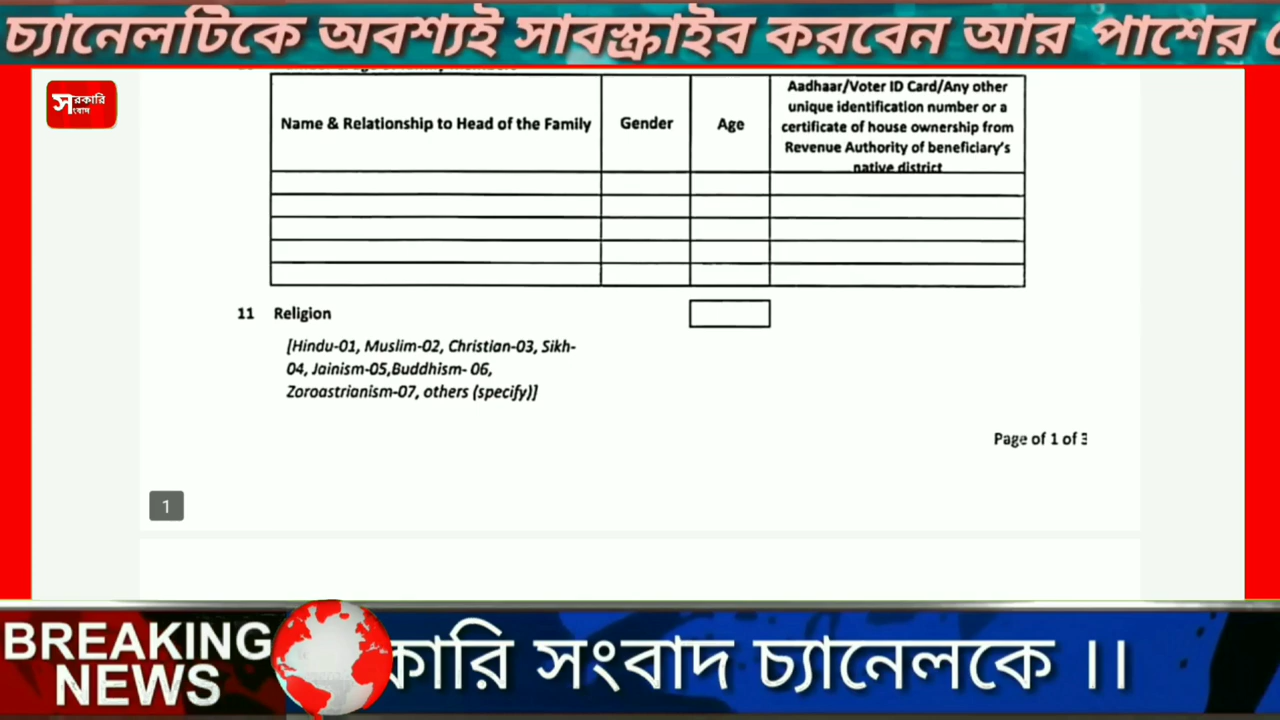 চ্যানেলটিকে অবশ্যই সাবস্ক্রাইব করবেন আর পাশের
সরকারি
সংবাদ
Name & Relationship to Head of the Family
Gender
Age
Aadhaar/Voter ID Card/Any other
unique identification number or a
certificate of house ownership from
Revenue Authority of beneficiary's
native district
11 Religion
[Hindu-01, Muslim-02, Christian-03, Sikh-
04, Jainism-05,Buddhism- 06,
Zoroastrianism-07, others (specify)]
Page of 1 of 3
1
BREAKING
NEWS
কারি সংবাদ চ্যানেলকে ।।